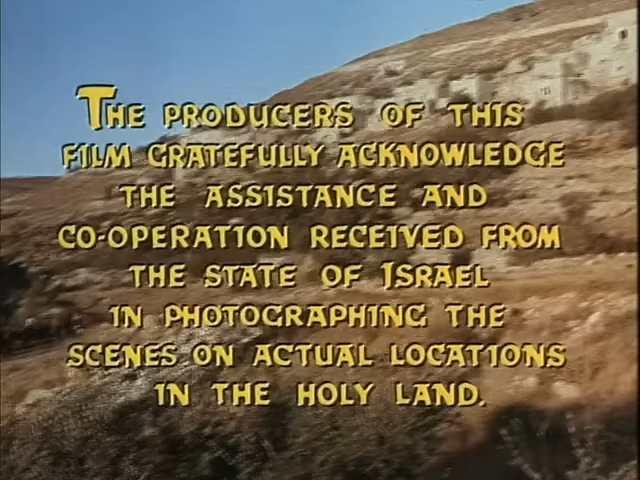 THE PRODUCERS OF THIS
FILM GRATEFULLY ACKNOWLEDGE
THE ASSISTANCE AND
CO-OPERATION RECEIVED FROM
THE STATE OF ISRAEL
IN PHOTOGRAPHING THE
SCENES ON ACTUAL LOCATIONS
IN THE HOLY LAND.